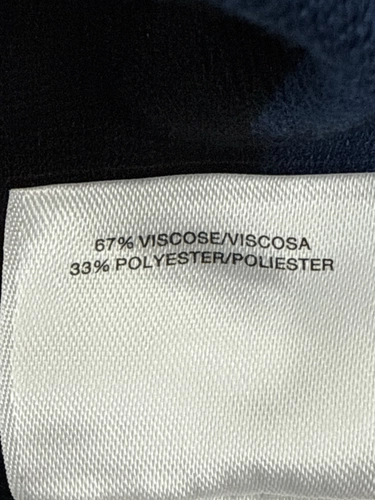 67% VISCOSE/VISCOSA
33% POLYESTER/POLIESTER